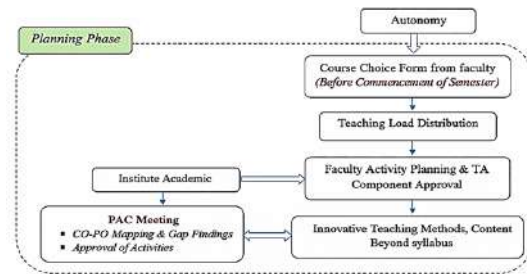 Autonomy
Planning Phase
Course Choice Form from faculty
(Before Commencement of Semester)
Teaching Load Distribution
Institute Academic
Faculty Activity Planning & TA
Component Approval
PAC Meeting
▪ CO-PO Mapping & Gap Findings
▪ Approval of Activities
Innovative Teaching Methods, Content
Beyond syllabus